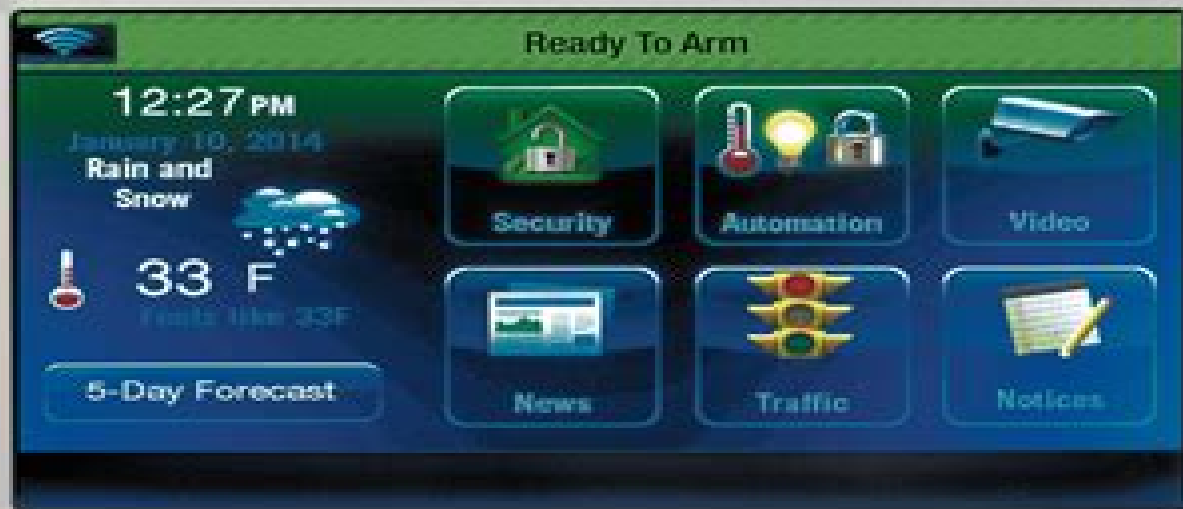 Ready To Arm
12:27 PM
January 10, 2014
Rain and
Snow
33 F
Feels like 33F
5-Day Forecast
Security
Automation
Video
News
Traffic
Notices